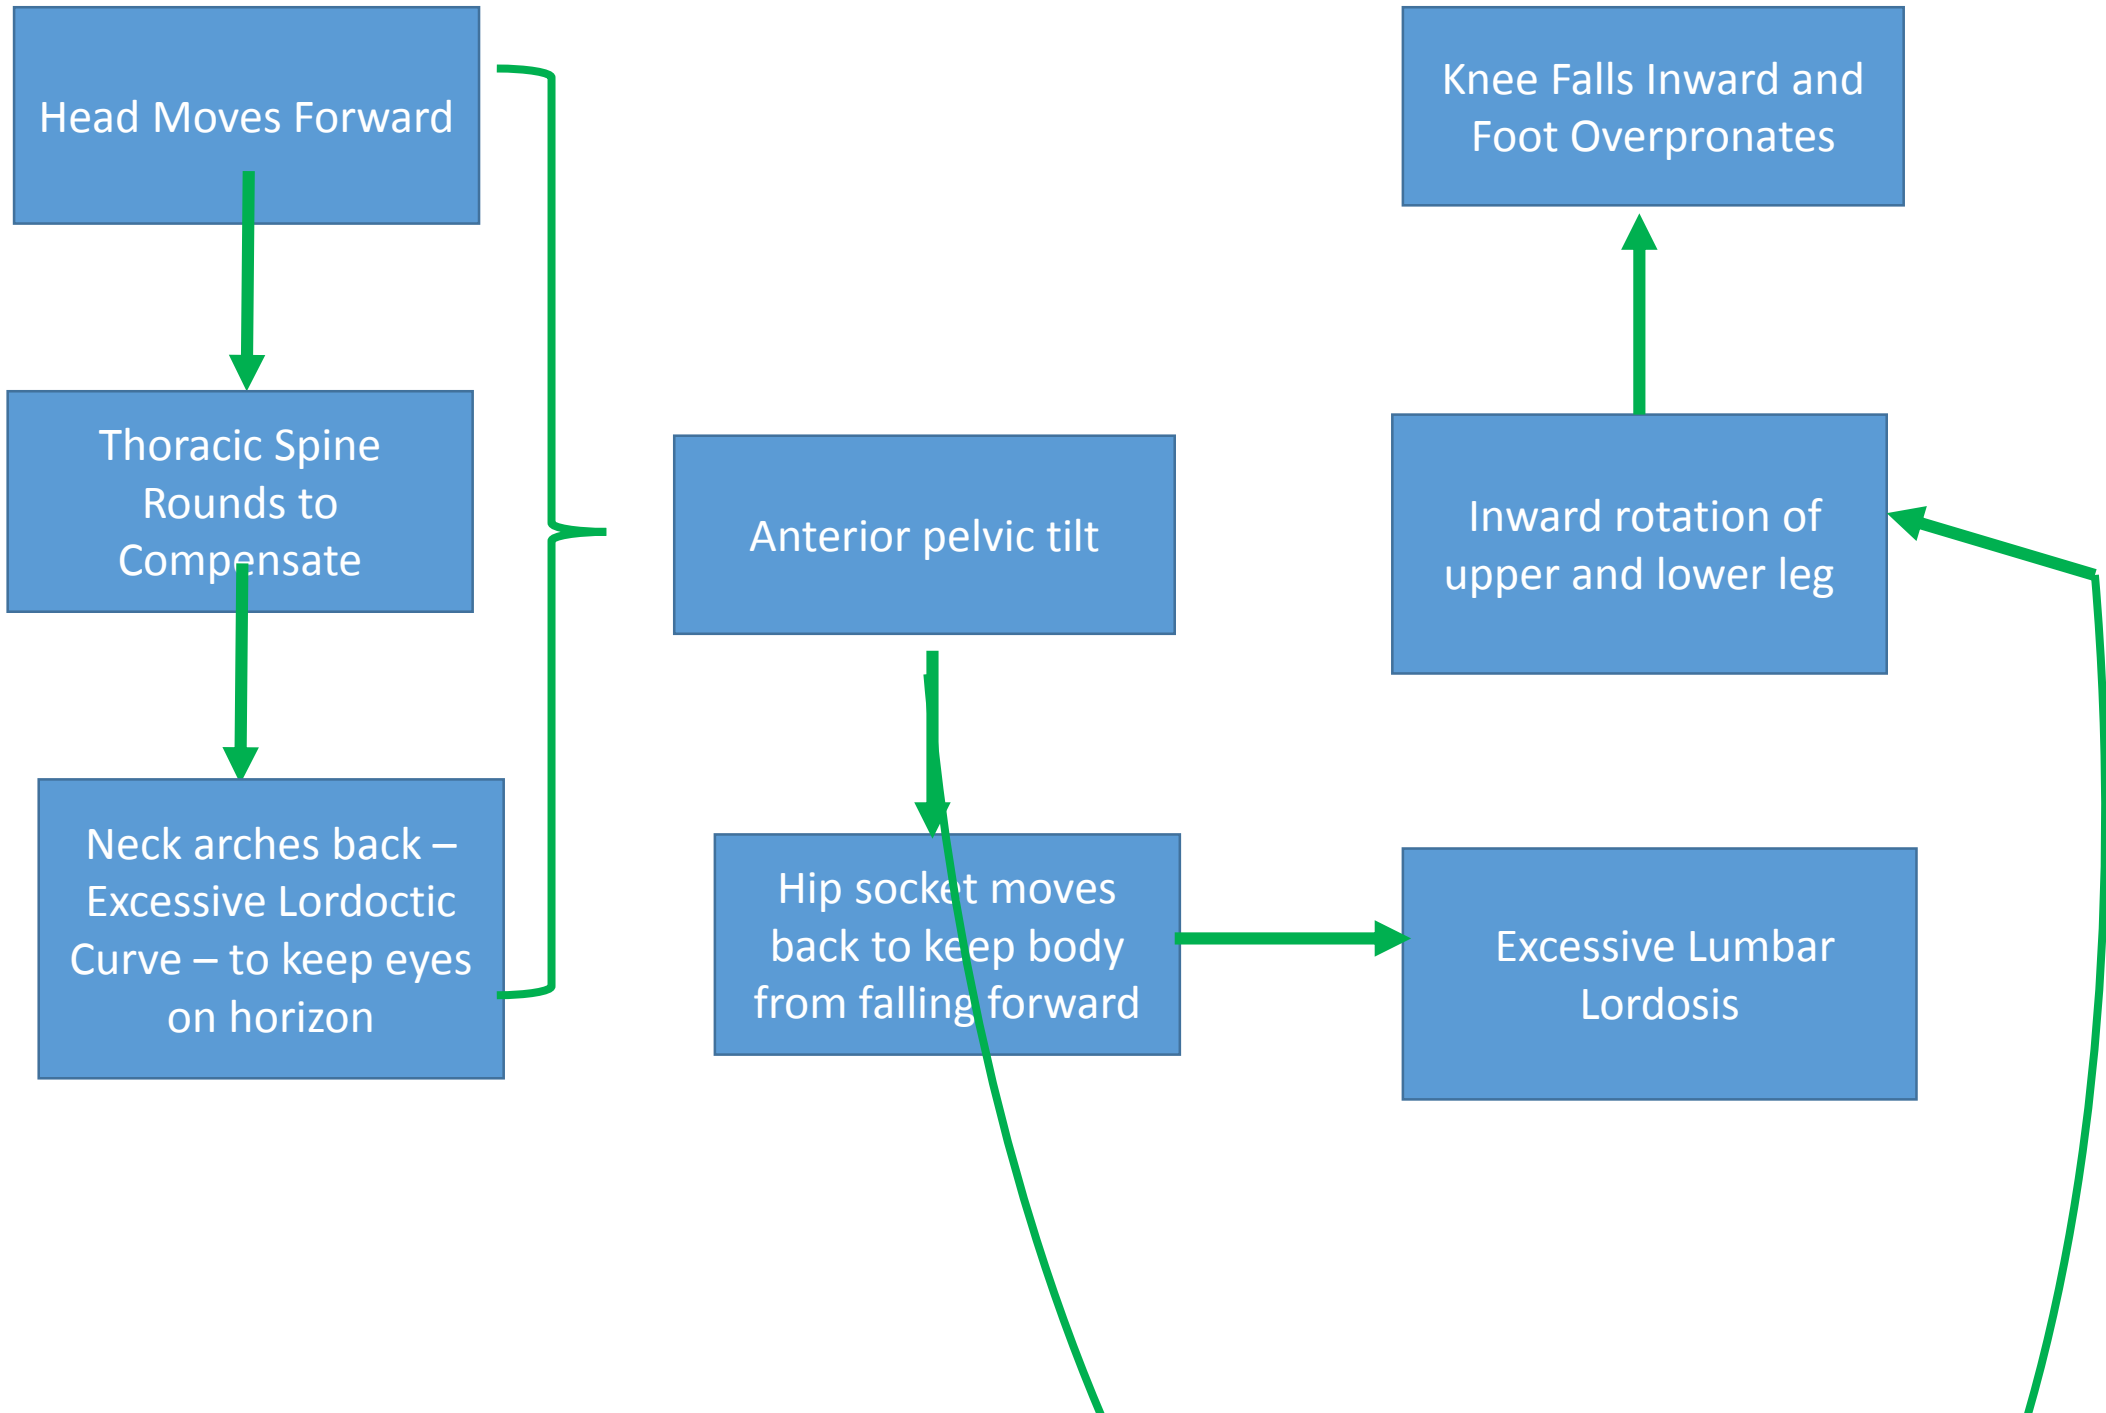 Head Moves Forward
Thoracic Spine
Rounds to
Compensate
Neck arches back –
Excessive Lordoctic
Curve – to keep eyes
on horizon
Anterior pelvic tilt
Hip socket moves
back to keep body
from falling forward
Knee Falls Inward and
Foot Overpronates
Inward rotation of
upper and lower leg
Excessive Lumbar
Lordosis